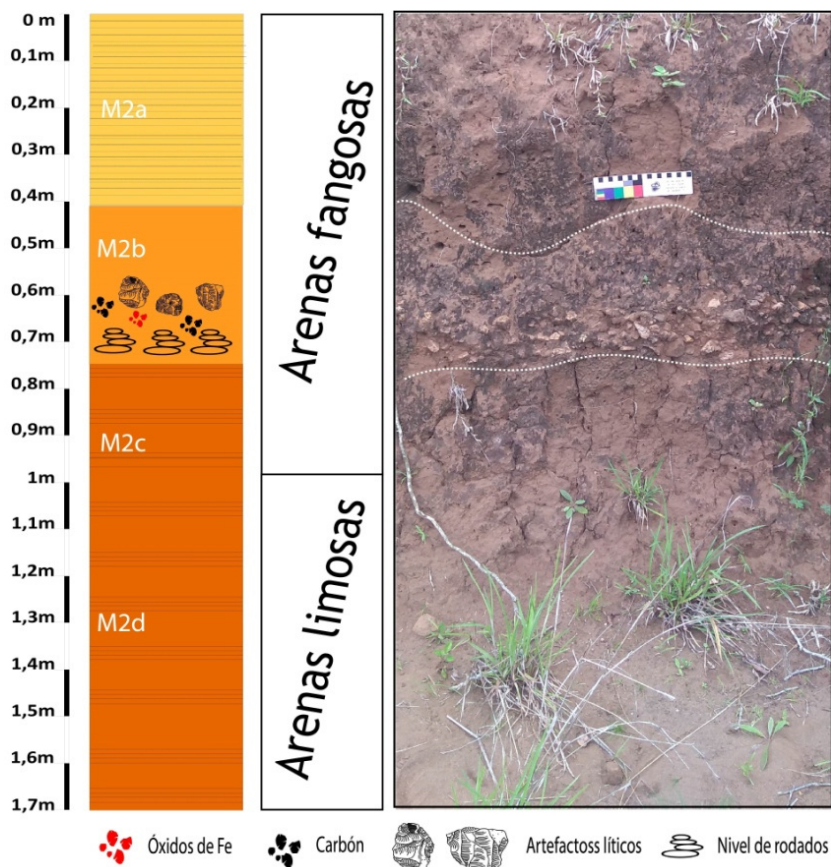 0 m
0,1m
0,2m
0,3m
0,4m
0,5m
0,6m
0,7m
0,8m
0,9m
1m
1,1m
1,2m
1,3m
1,4m
1,5m
1,6m
1,7m
M2a
M2b
M2c
M2d
Arenas fangosas
Arenas limosas
Óxidos de Fe
Carbón
Artefactoss líticos
Nivel de rodados